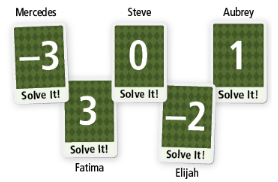 Mercedes
Steve
Aubrey
−3
0
1
Solve It!
Solve It!
Solve It!
3
−2
Solve It!
Solve It!
Fatima
Elijah